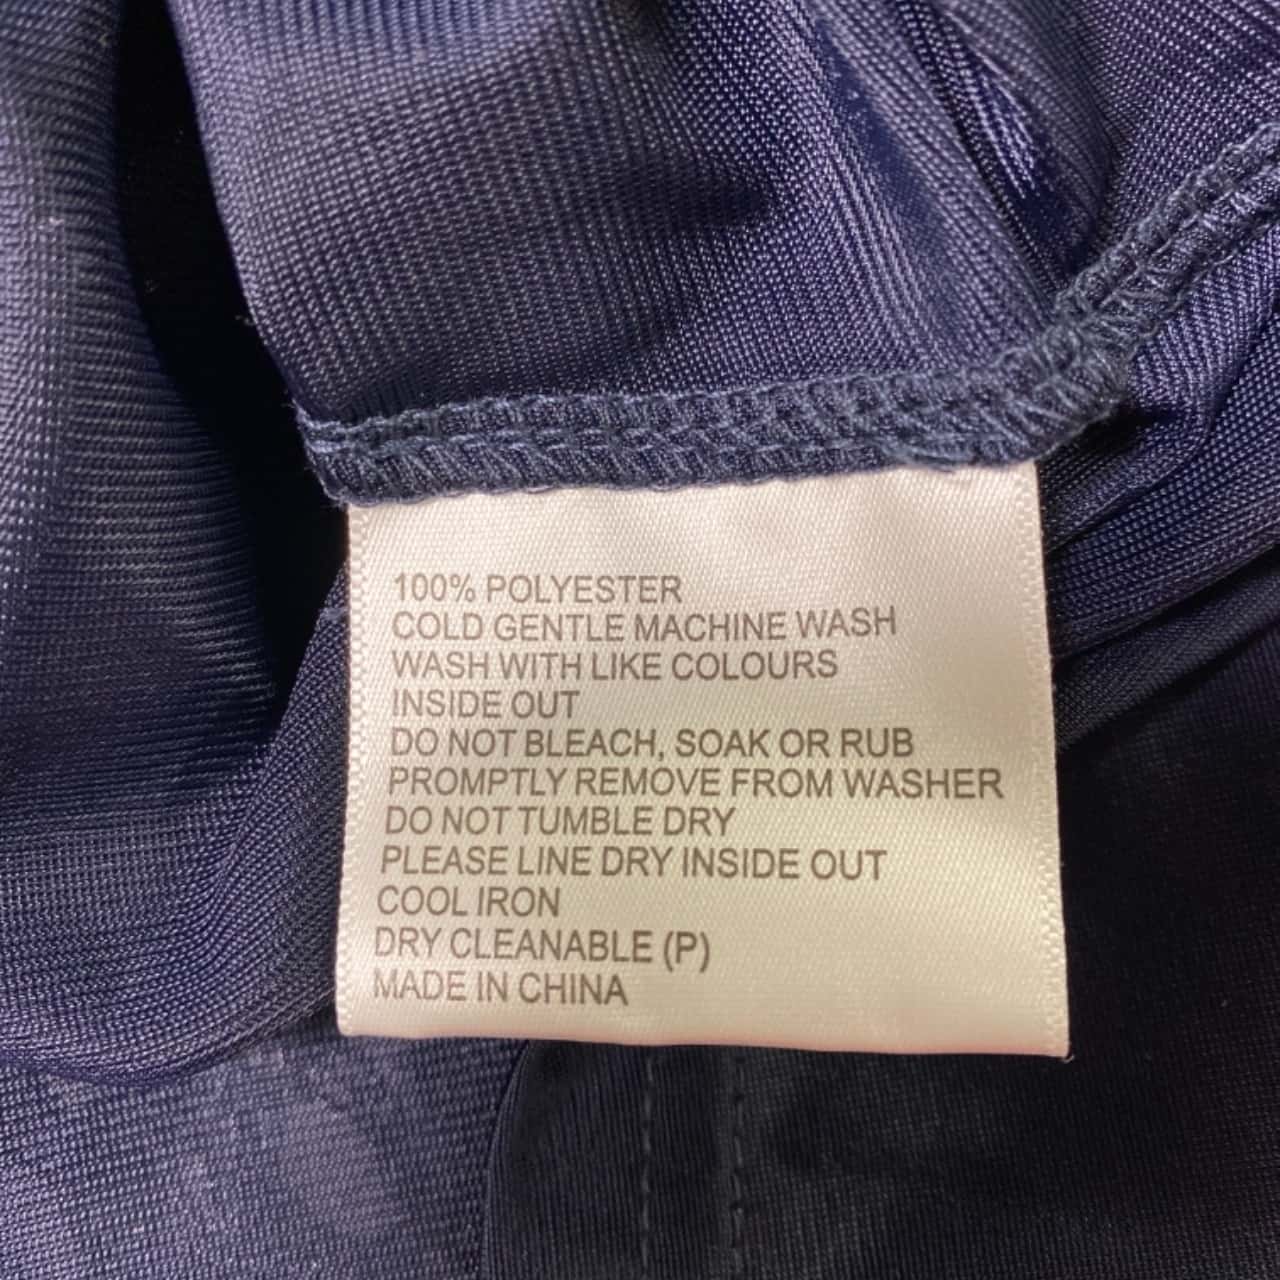 100% POLYESTER
COLD GENTLE MACHINE WASH
WASH WITH LIKE COLOURS
INSIDE OUT
DO NOT BLEACH, SOAK OR RUB
PROMPTLY REMOVE FROM WASHER
DO NOT TUMBLE DRY
PLEASE LINE DRY INSIDE OUT
COOL IRON
DRY CLEANABLE (P)
MADE IN CHINA